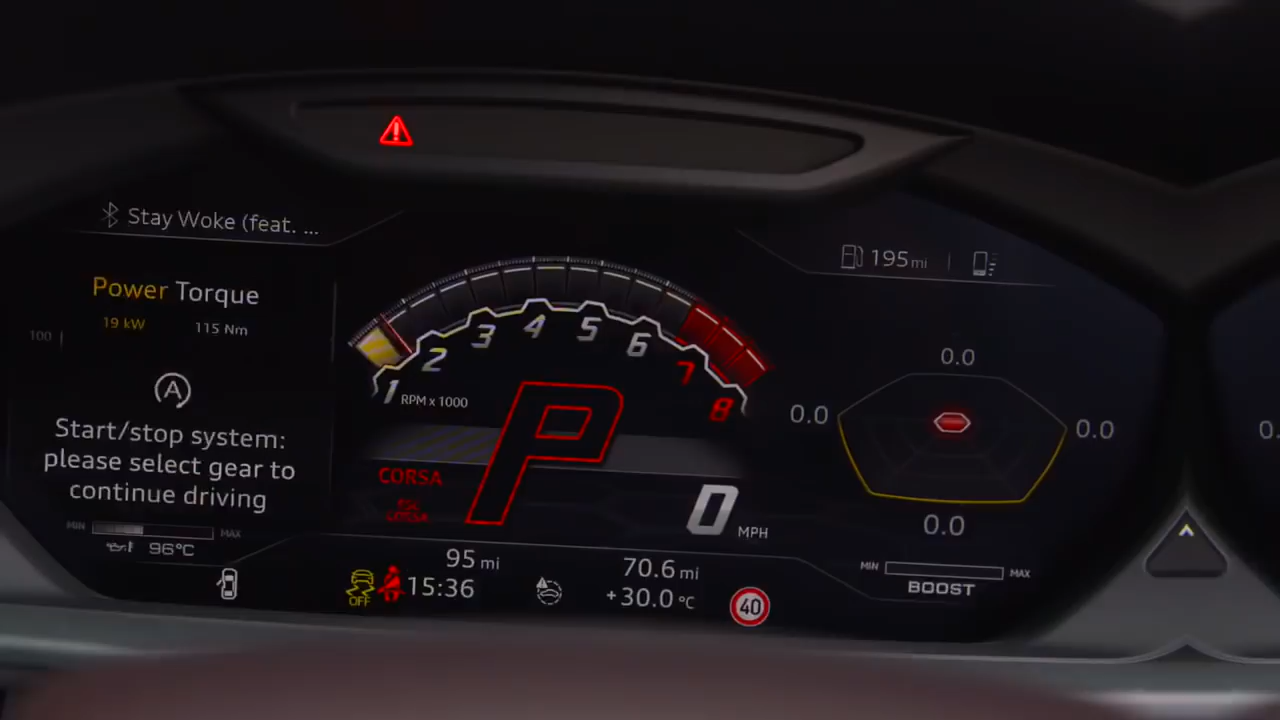 Stay Woke (feat. ...
195 mi
Power Torque
19 kW 115 Nm
100
A
Start/stop system:
please select gear to
continue driving
MIN MAX
96°C
1 2 3 4 5 6 7 8
RPM x 1000
P
CORSA
ESC
CORSA
0 MPH
0.0
0.0 0.0
0.0
MIN MAX
BOOST
95 mi
70.6 mi
OFF
15:36
+30.0 °C
40